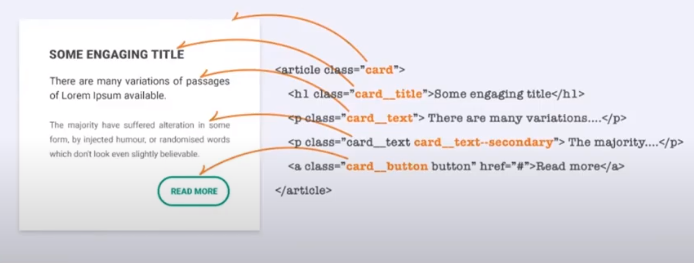 SOME ENGAGING TITLE
There are many variations of passages
of Lorem Ipsum available.
The majority have suffered alteration in some
form, by injected humour, or randomised words
which don't look even slightly believable.
READ MORE
<article class="card">
<h1 class="card__title">Some engaging title</h1>
<p class="card__text"> There are many variations....</p>
<p class="card__text card__text--secondary"> The majority....</p>
<a class="card__button button" href="#">Read more</a>
</article>